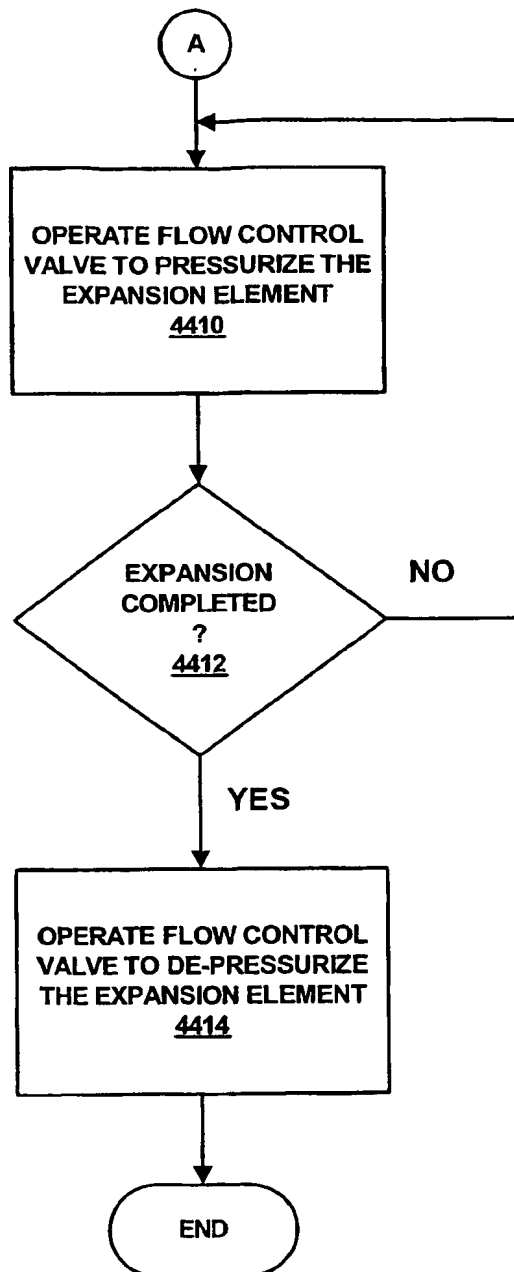 A
OPERATE FLOW CONTROL
VALVE TO PRESSURIZE THE
EXPANSION ELEMENT
4410
EXPANSION
COMPLETED
?
4412
NO
YES
OPERATE FLOW CONTROL
VALVE TO DE-PRESSURIZE
THE EXPANSION ELEMENT
4414
END